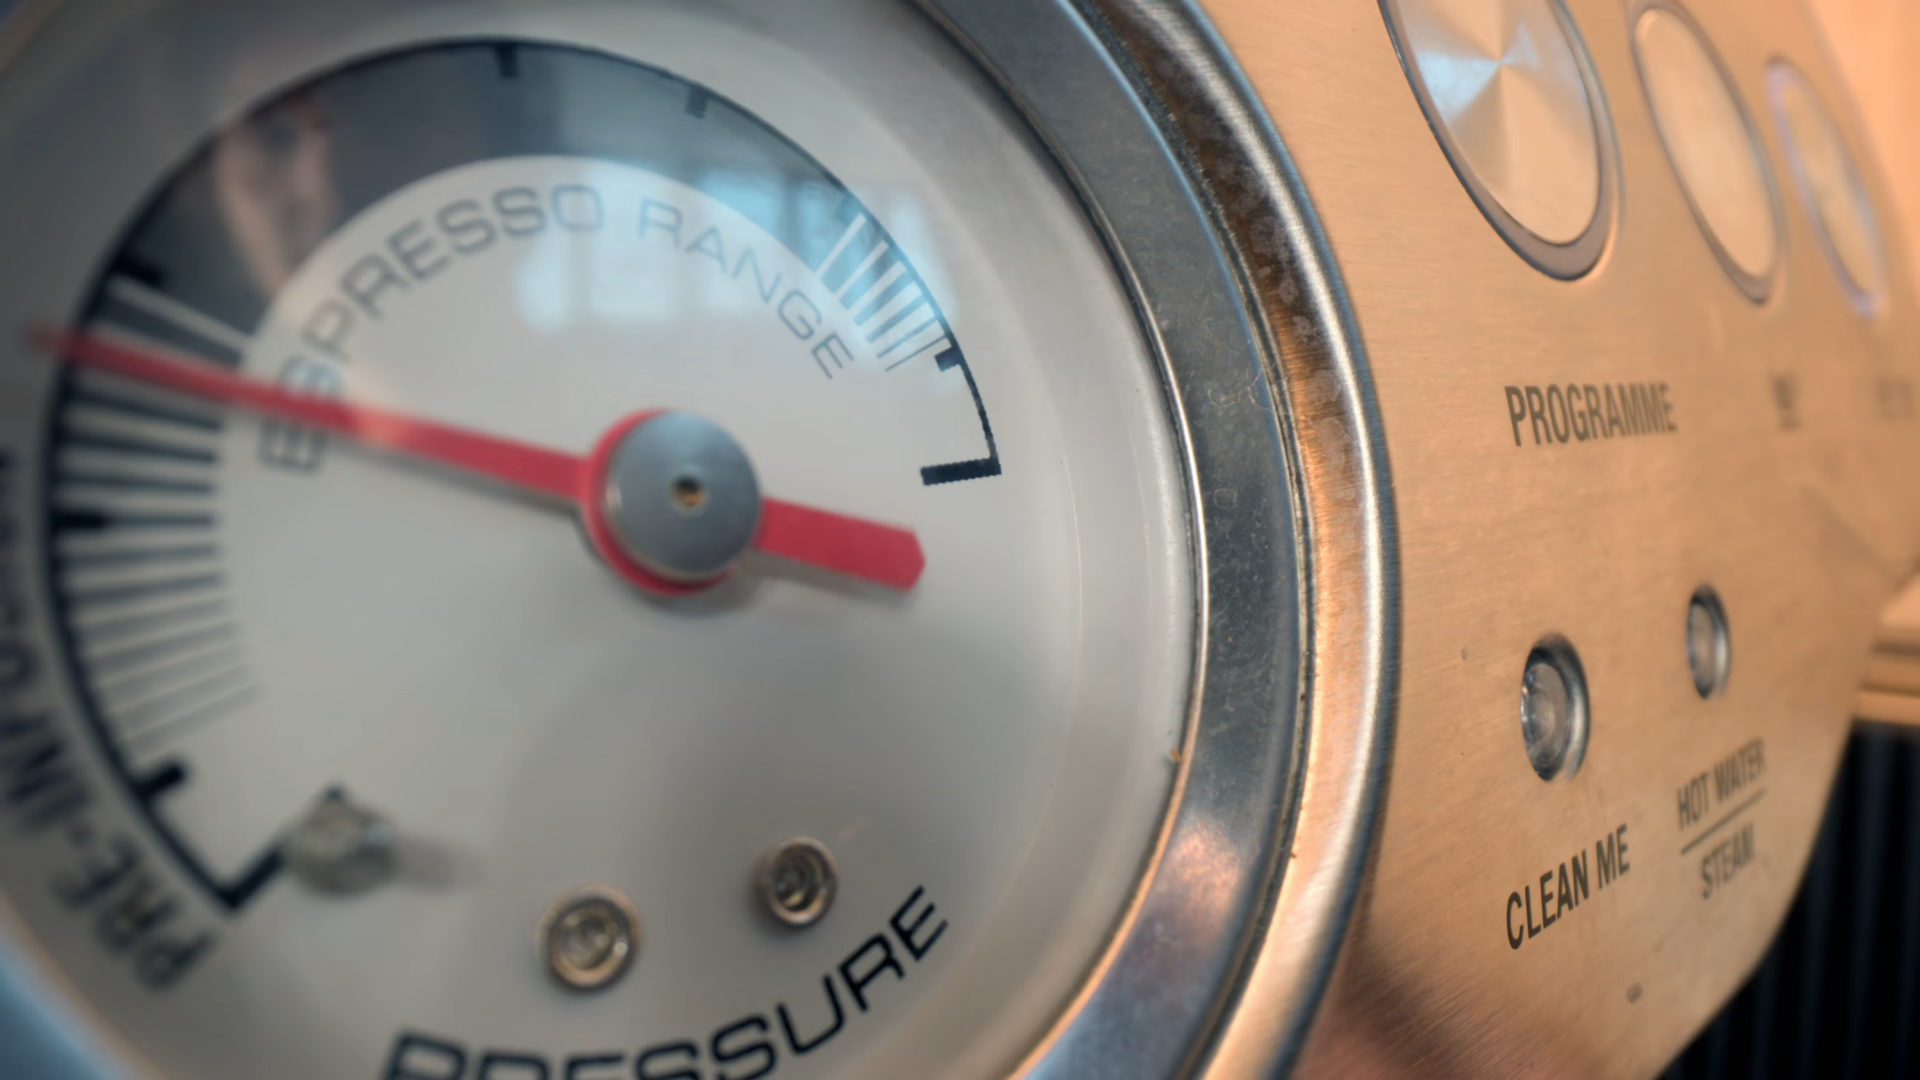 ESPRESSO RANGE
PRE-INFUSION
PRESSURE
PROGRAMME
CLEAN ME
HOT WATER
STEAM